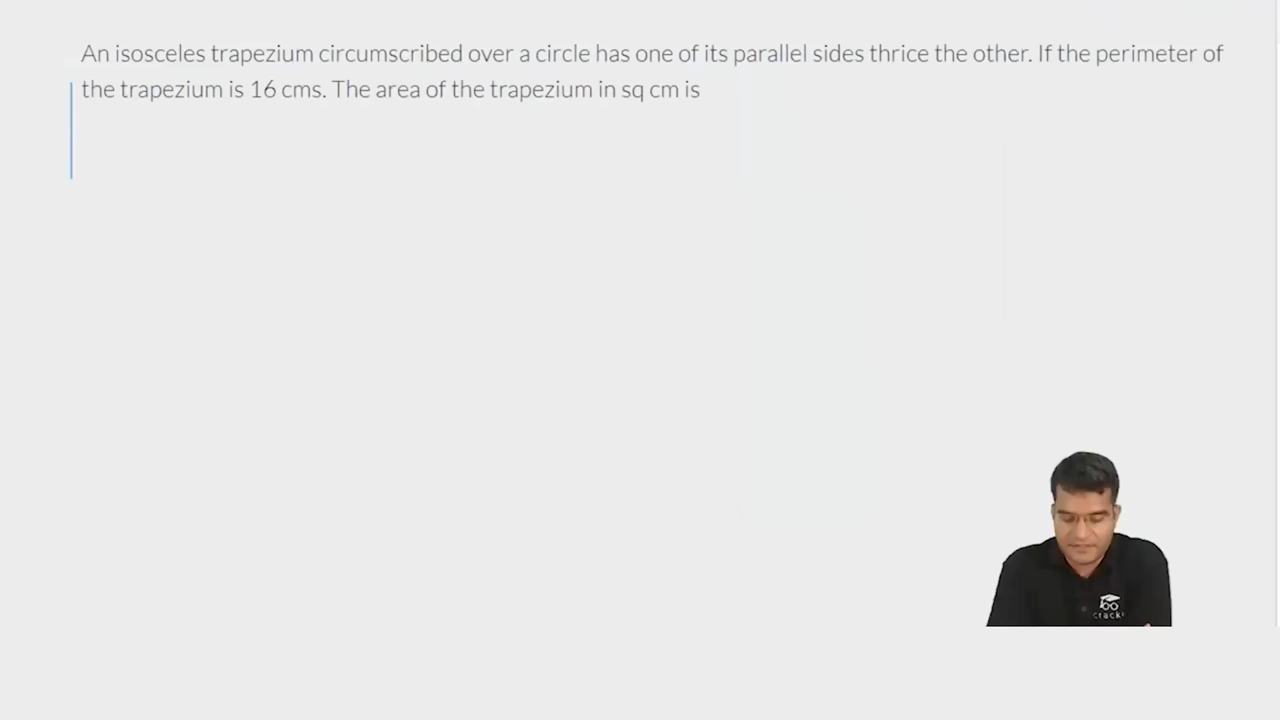 An isosceles trapezium circumscribed over a circle has one of its parallel sides thrice the other. If the perimeter of
the trapezium is 16 cms. The area of the trapezium in sq cm is
cracku